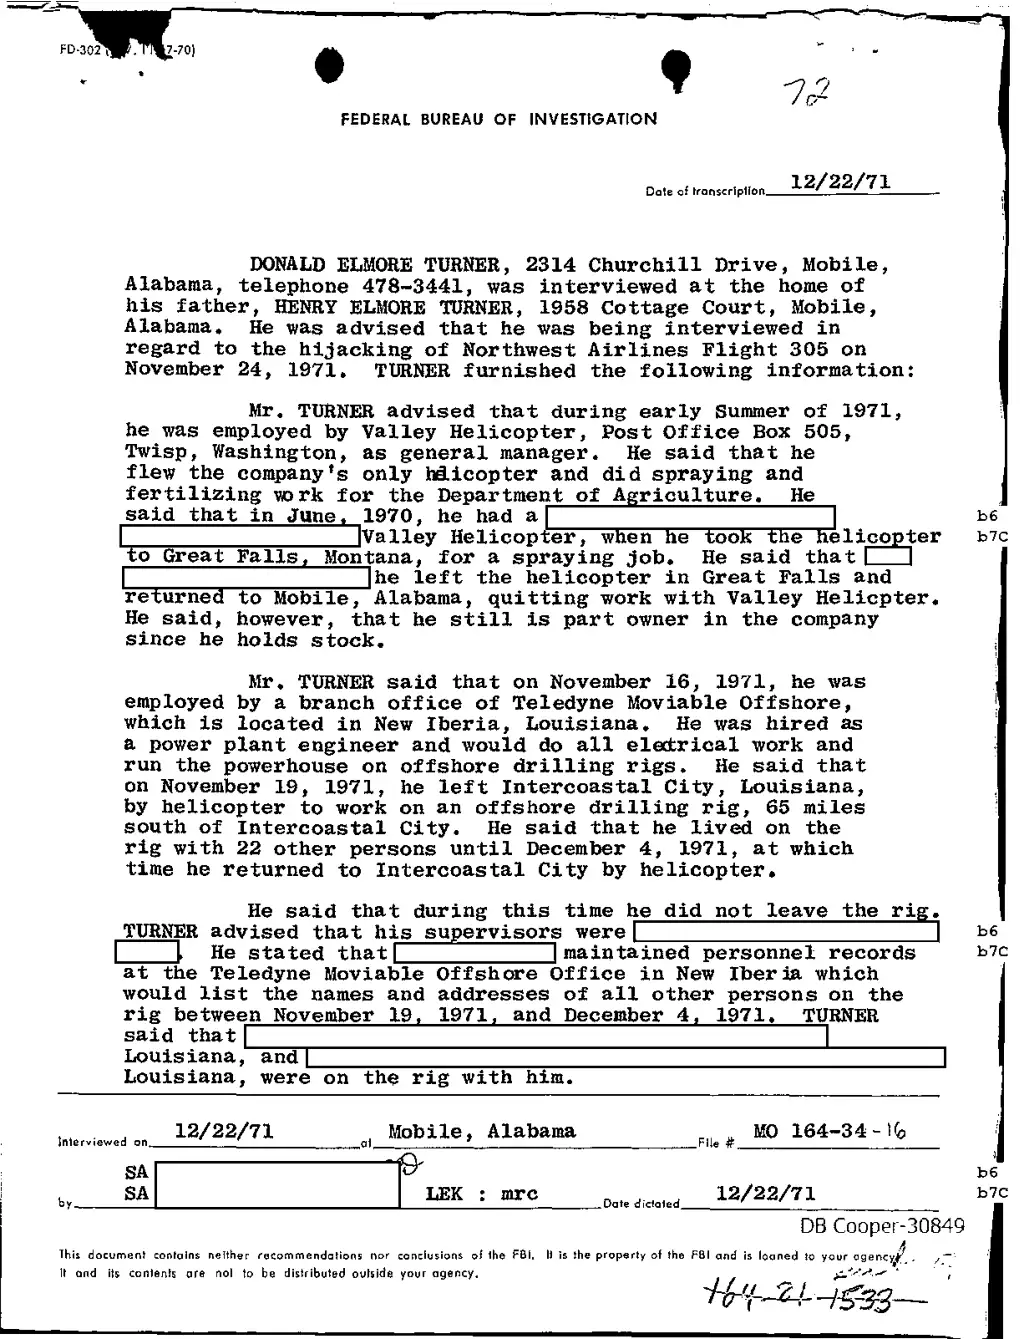 FD-302
7-70)
72
FEDERAL BUREAU OF INVESTIGATION
Date of transcription 12/22/71
DONALD ELMORE TURNER, 2314 Churchill Drive, Mobile,
Alabama, telephone 478-3441, was interviewed at the home of
his father, HENRY ELMORE TURNER, 1958 Cottage Court, Mobile,
Alabama. He was advised that he was being interviewed in
regard to the hijacking of Northwest Airlines Flight 305 on
November 24, 1971. TURNER furnished the following information:
Mr. TURNER advised that during early Summer of 1971,
he was employed by Valley Helicopter, Post Office Box 505,
Twisp, Washington, as general manager. He said that he
flew the company's only helicopter and did spraying and
fertilizing work for the Department of Agriculture. He
said that in June, 1970, he had a b6
Valley Helicopter, when he took the helicopter b7C
to Great Falls, Montana, for a spraying job. He said that
he left the helicopter in Great Falls and
returned to Mobile, Alabama, quitting work with Valley Helicpter.
He said, however, that he still is part owner in the company
since he holds stock.
Mr. TURNER said that on November 16, 1971, he was
employed by a branch office of Teledyne Moviable Offshore,
which is located in New Iberia, Louisiana. He was hired as
a power plant engineer and would do all electrical work and
run the powerhouse on offshore drilling rigs. He said that
on November 19, 1971, he left Intercoastal City, Louisiana,
by helicopter to work on an offshore drilling rig, 65 miles
south of Intercoastal City. He said that he lived on the
rig with 22 other persons until December 4, 1971, at which
time he returned to Intercoastal City by helicopter.
He said that during this time he did not leave the rig.
TURNER advised that his supervisors were b6
. He stated that maintained personnel records b7C
at the Teledyne Moviable Offshore Office in New Iberia which
would list the names and addresses of all other persons on the
rig between November 19, 1971, and December 4, 1971. TURNER
said that
Louisiana, and
Louisiana, were on the rig with him.
Interviewed on 12/22/71 at Mobile, Alabama File # MO 164-34-16
SA b6
by SA LEK : mrc Date dictated 12/22/71 b7C
DB Cooper-30849
This document contains neither recommendations nor conclusions of the FBI. It is the property of the FBI and is loaned to your agency;
it and its contents are not to be distributed outside your agency.
164-21-1533